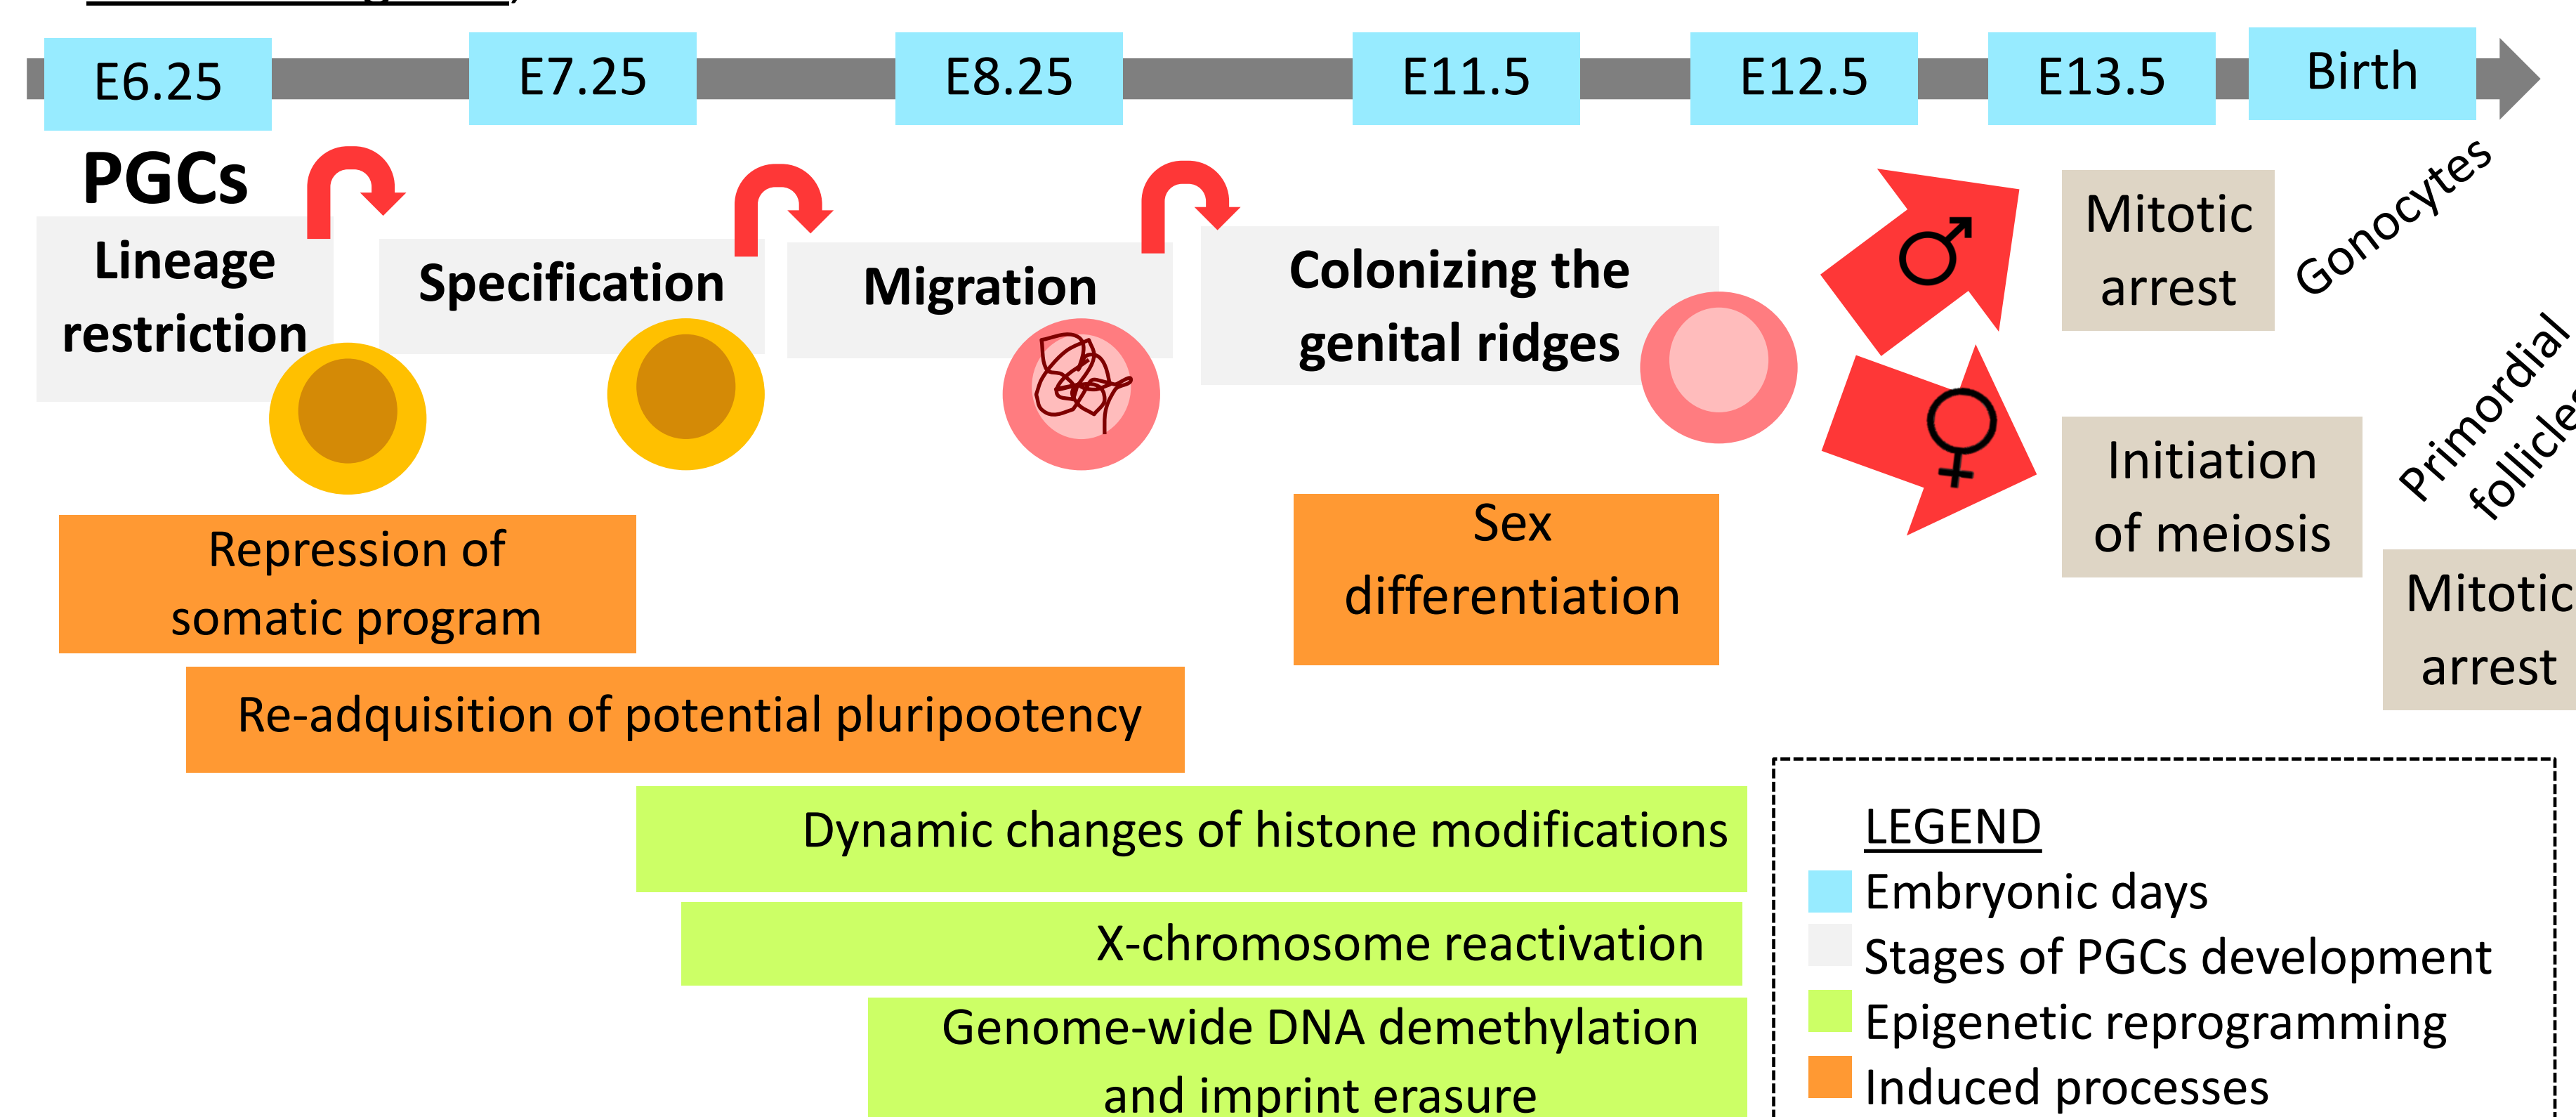 E6.25
E7.25
E8.25
E11.5
E12.5
E13.5
Birth
PGCs
Lineage
restriction
Specification
Migration
Colonizing the
genital ridges
♂
♀
Mitotic
arrest
Gonocytes
Initiation
of meiosis
Primordial
follicles
Mitotic
arrest
Repression of
somatic program
Sex
differentiation
Re-adquisition of potential pluripootency
Dynamic changes of histone modifications
X-chromosome reactivation
Genome-wide DNA demethylation
and imprint erasure
LEGEND
Embryonic days
Stages of PGCs development
Epigenetic reprogramming
Induced processes